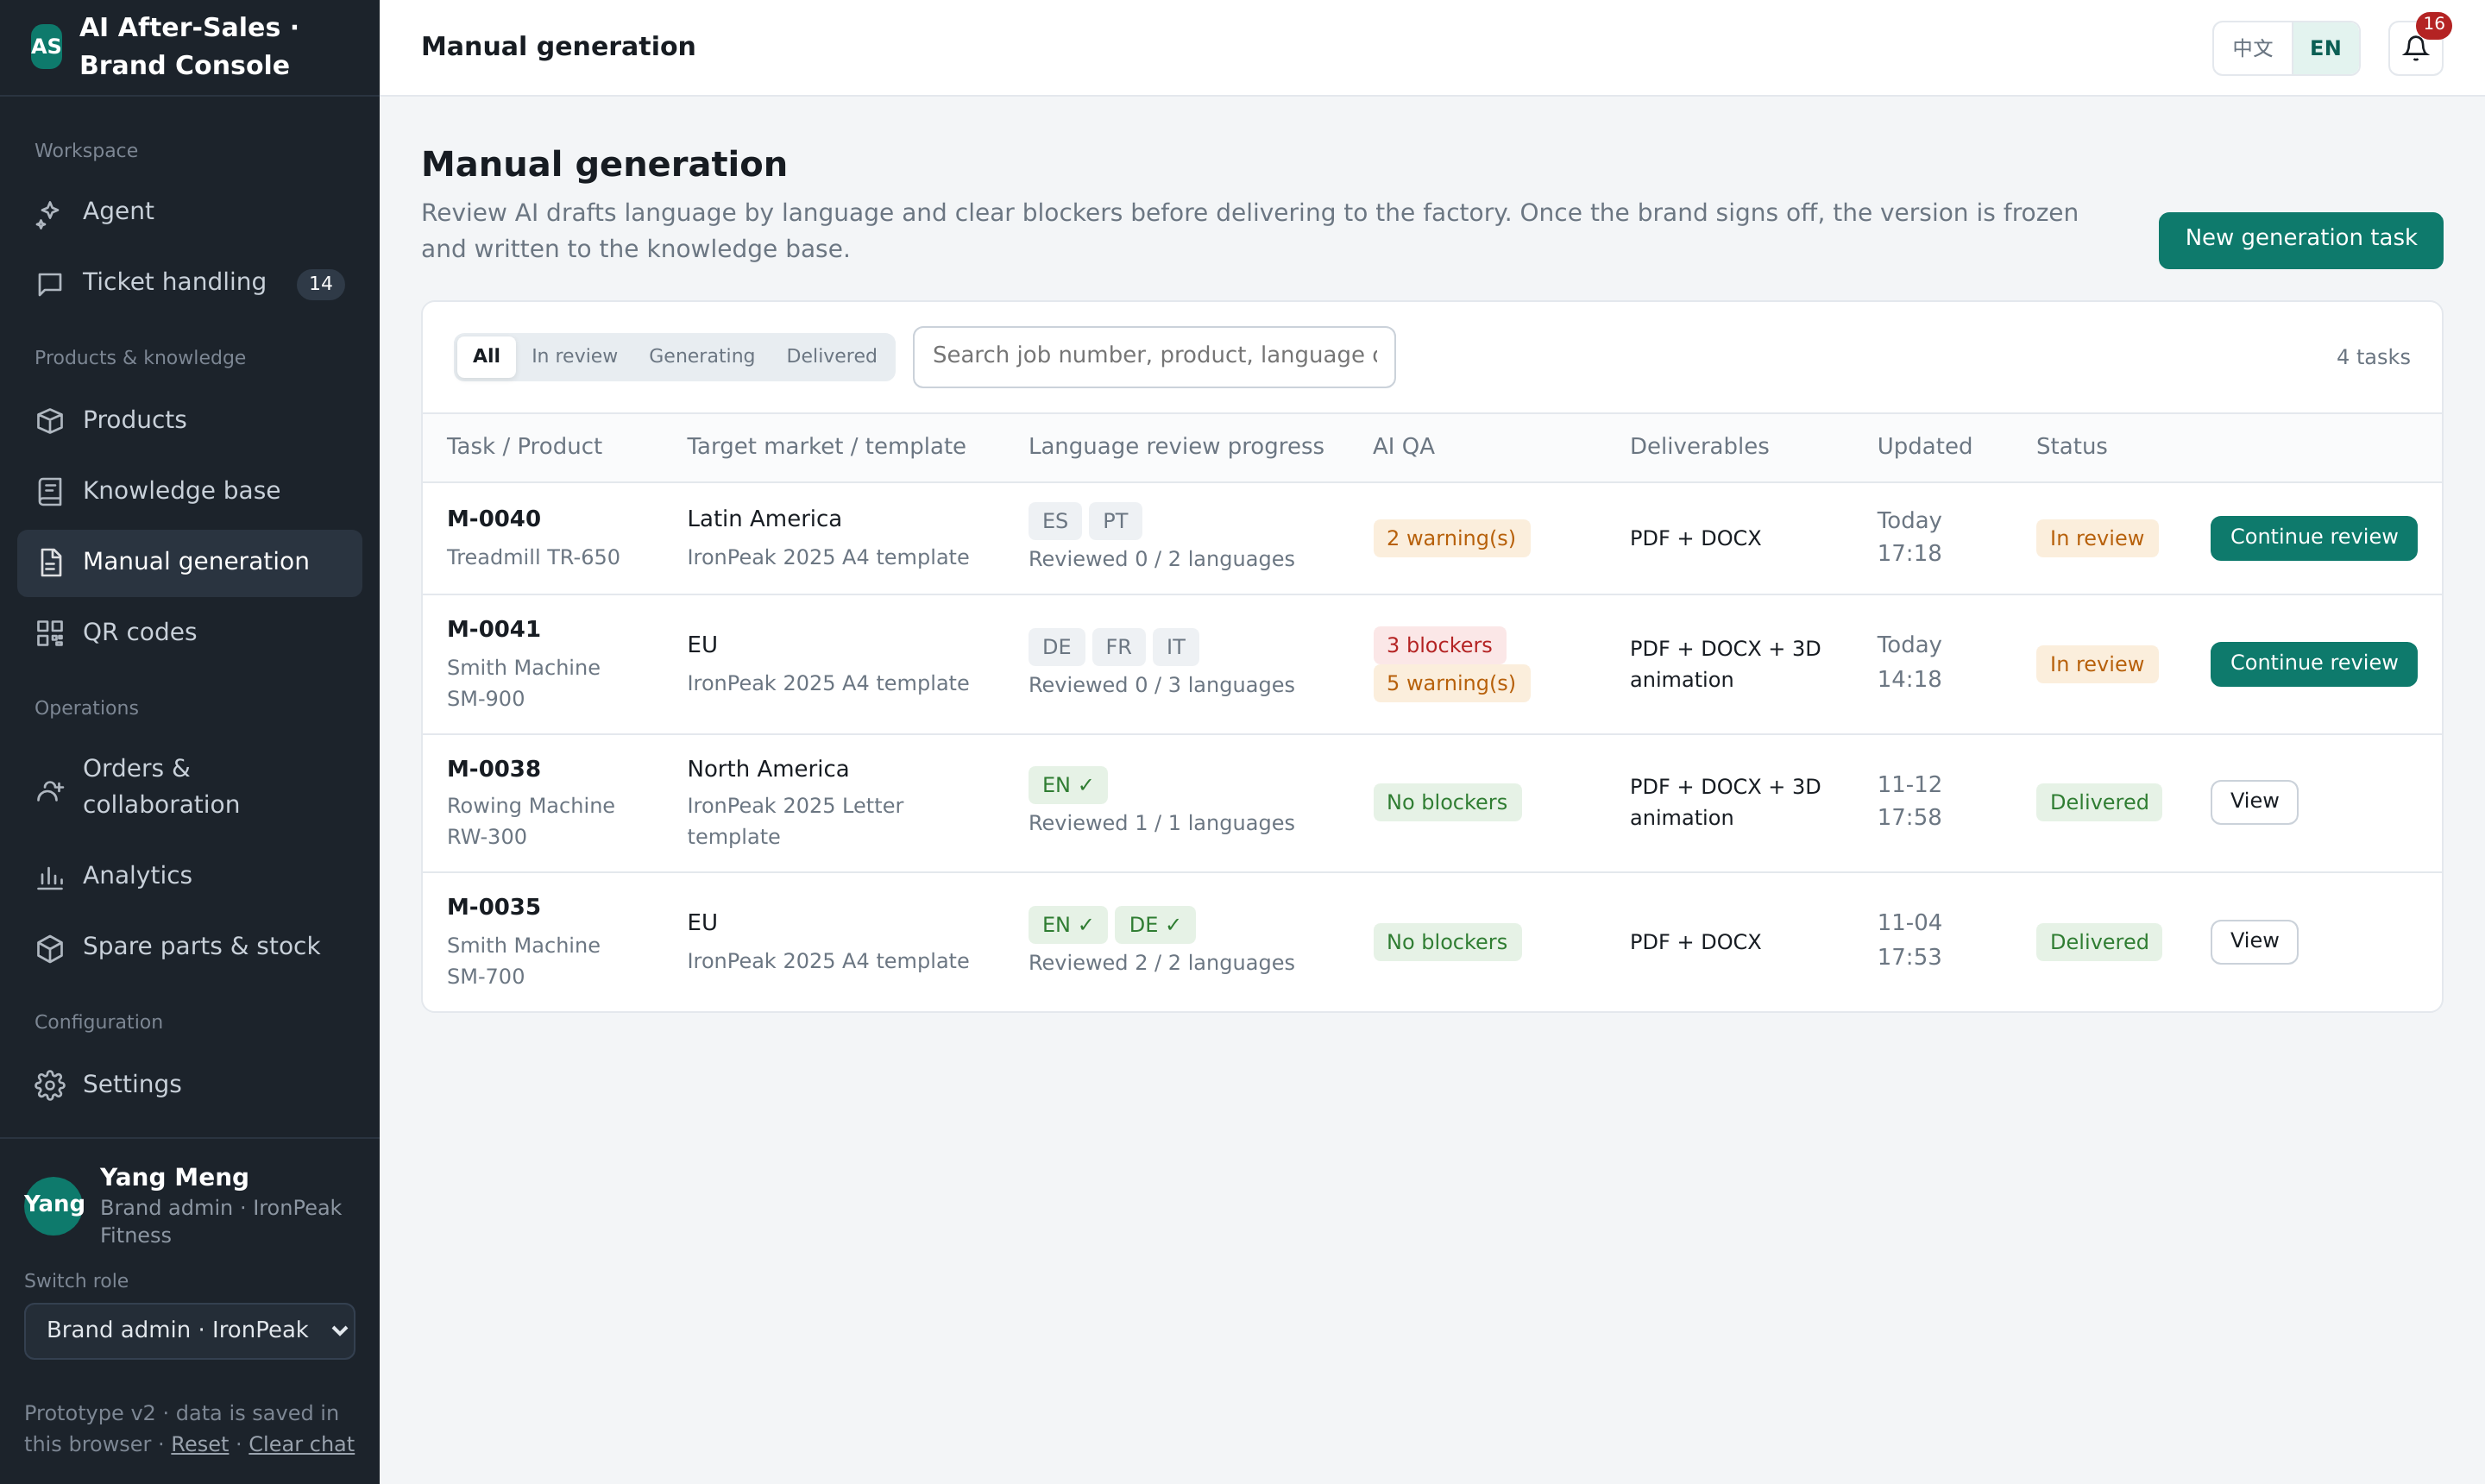 AS
AI After-Sales ·
Brand Console
Workspace
Agent
Ticket handling 14
Products & knowledge
Products
Knowledge base
Manual generation
QR codes
Operations
Orders &
collaboration
Analytics
Spare parts & stock
Configuration
Settings
Yang
Yang Meng
Brand admin · IronPeak
Fitness
Switch role
Brand admin · IronPeak
Prototype v2 · data is saved in
this browser · Reset · Clear chat
Manual generation
中文 EN
16
Manual generation
Review AI drafts language by language and clear blockers before delivering to the factory. Once the brand signs off, the version is frozen
and written to the knowledge base.
New generation task
All In review Generating Delivered
Search job number, product, language
4 tasks
Task / Product Target market / template Language review progress AI QA Deliverables Updated Status
M-0040
Treadmill TR-650
Latin America
IronPeak 2025 A4 template
ES PT
Reviewed 0 / 2 languages
2 warning(s)
PDF + DOCX
Today
17:18
In review
Continue review
M-0041
Smith Machine
SM-900
EU
IronPeak 2025 A4 template
DE FR IT
Reviewed 0 / 3 languages
3 blockers
5 warning(s)
PDF + DOCX + 3D
animation
Today
14:18
In review
Continue review
M-0038
Rowing Machine
RW-300
North America
IronPeak 2025 Letter
template
EN ✓
Reviewed 1 / 1 languages
No blockers
PDF + DOCX + 3D
animation
11-12
17:58
Delivered
View
M-0035
Smith Machine
SM-700
EU
IronPeak 2025 A4 template
EN ✓ DE ✓
Reviewed 2 / 2 languages
No blockers
PDF + DOCX
11-04
17:53
Delivered
View